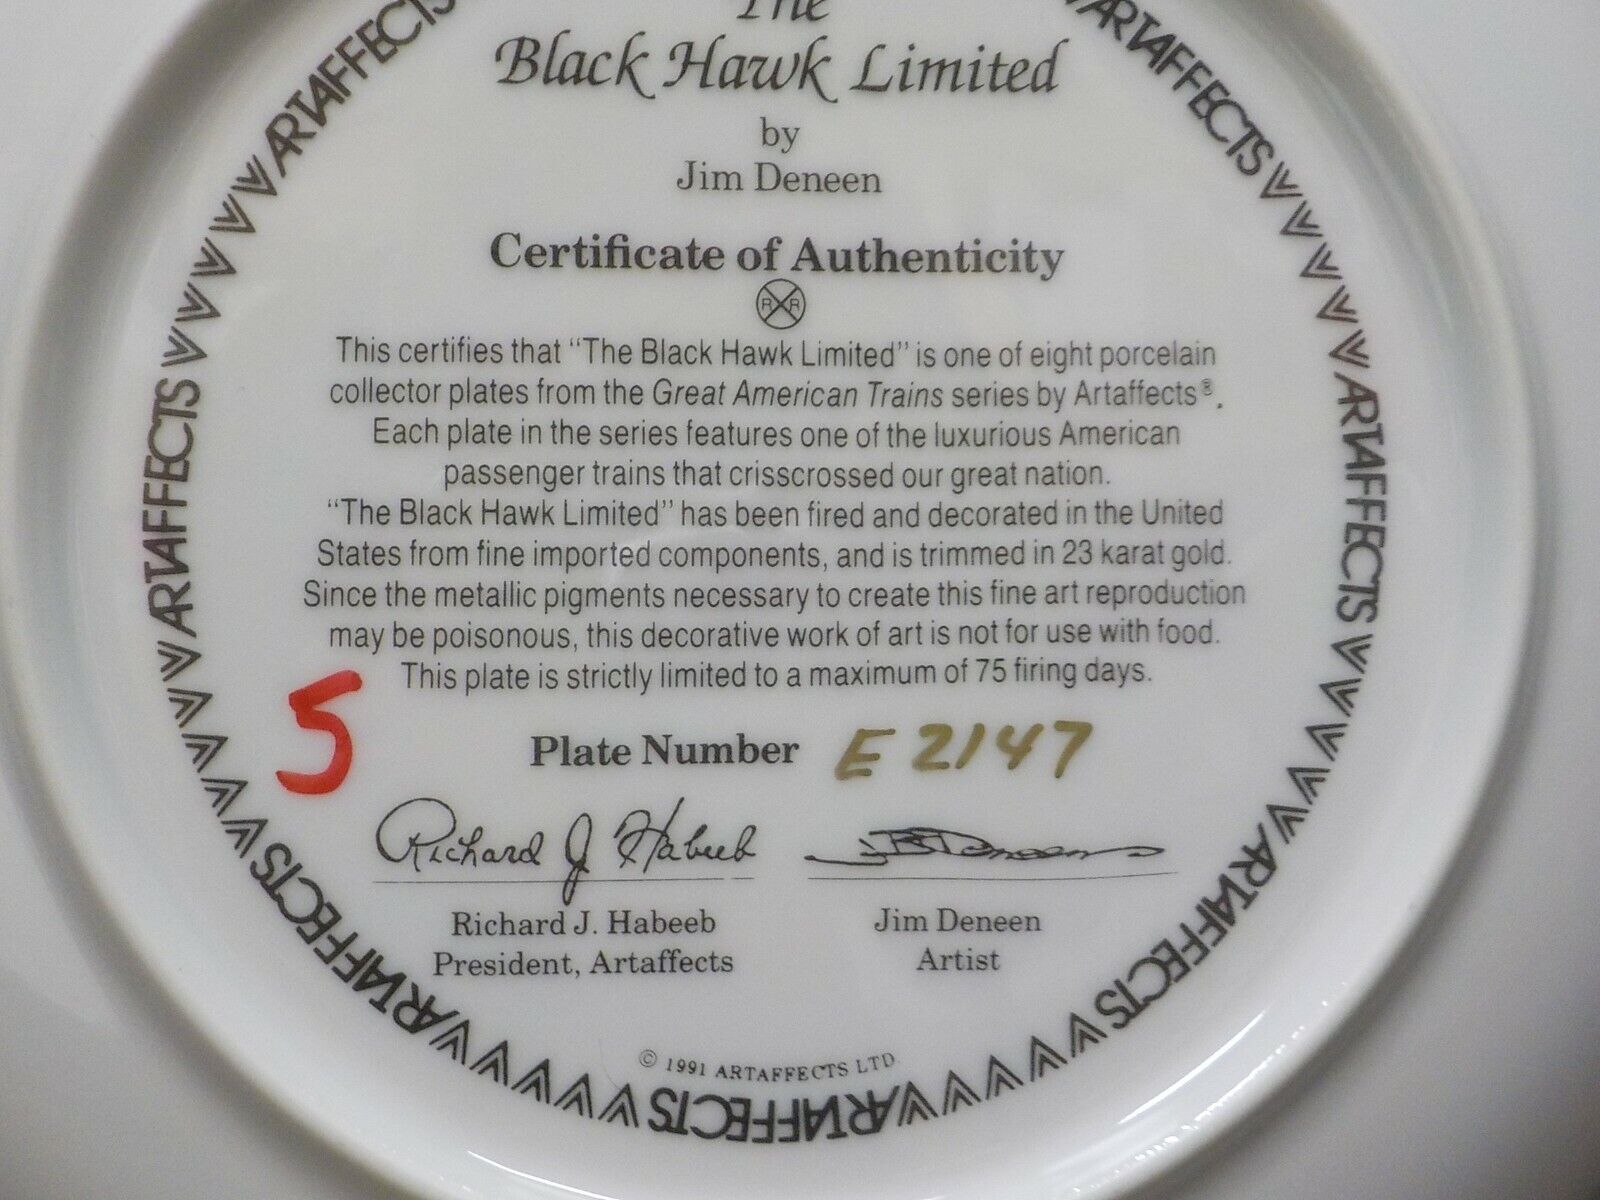 The
Black Hawk Limited
by
Jim Deneen
Certificate of Authenticity
R R
This certifies that "The Black Hawk Limited" is one of eight porcelain
collector plates from the Great American Trains series by Artaffects®.
Each plate in the series features one of the luxurious American
passenger trains that crisscrossed our great nation.
"The Black Hawk Limited" has been fired and decorated in the United
States from fine imported components, and is trimmed in 23 karat gold.
Since the metallic pigments necessary to create this fine art reproduction
may be poisonous, this decorative work of art is not for use with food.
This plate is strictly limited to a maximum of 75 firing days.
5
Plate Number E2147
Richard J. Habeeb
JB Deneen
Richard J. Habeeb
Jim Deneen
President, Artaffects
Artist
© 1991 ARTAFFECTS LTD.
ARTAFFECTS
ARTAFFECTS
ARTAFFECTS
ARTAFFECTS
ARTAFFECTS
ARTAFFECTS
ARTAFFECTS